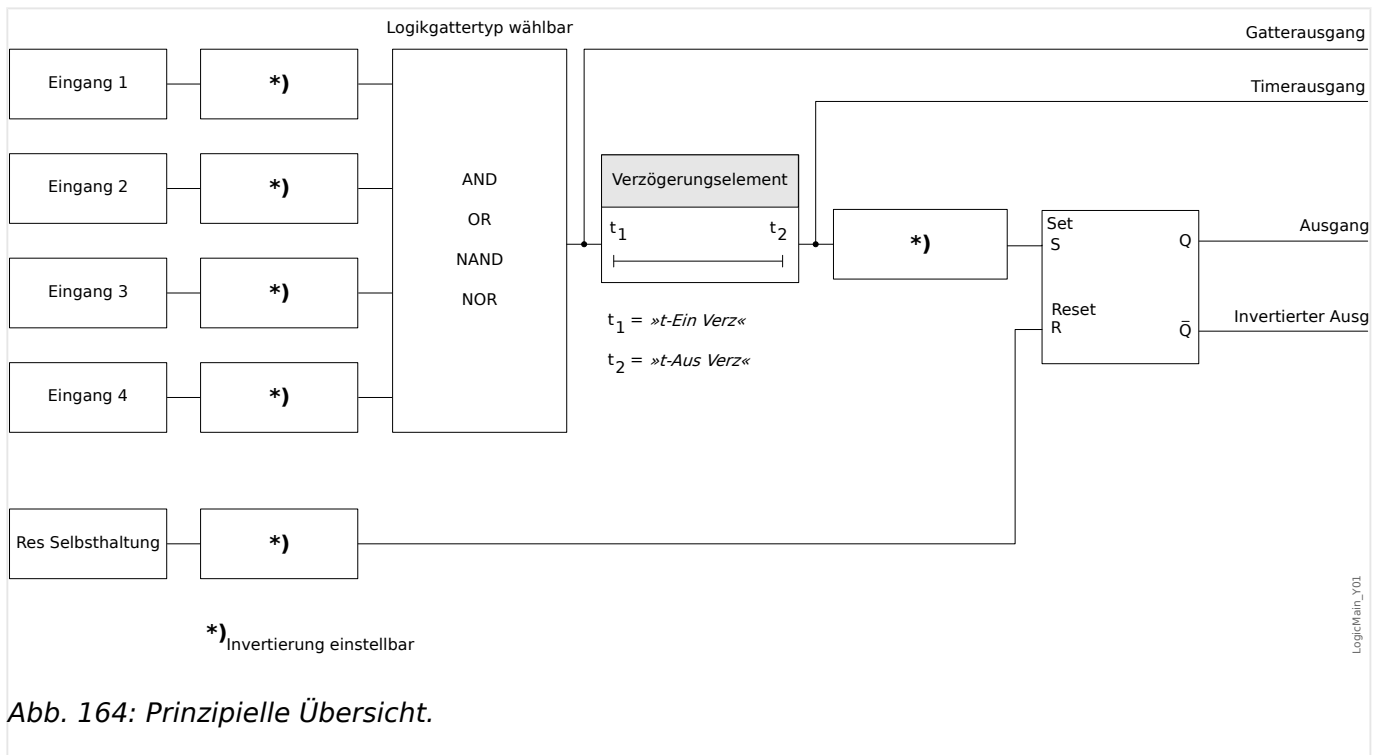 Logikgattertyp wählbar
Gatterausgang
Timerausgang
Eingang 1
*)
Eingang 2
*)
AND
OR
NAND
NOR
Verzögerungselement
t1
t2
*)
Set
S
Q
Ausgang
Eingang 3
*)
Reset
R
Q̄
Invertierter Ausg
t1 = »t-Ein Verz«
t2 = »t-Aus Verz«
Eingang 4
*)
Res Selbsthaltung
*)
*)Invertierung einstellbar
LogicMain_Y01
Abb. 164: Prinzipielle Übersicht.